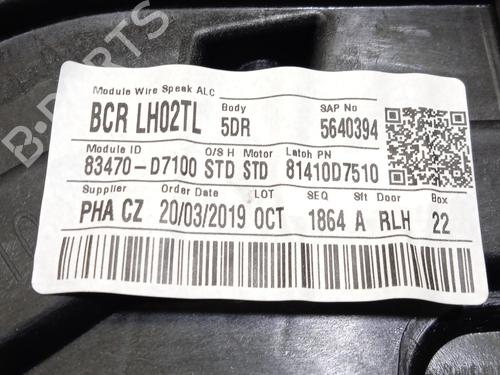 B-PARTS
Module Wire Speak ALC
BCR LH02TL
Body
5DR
SAP No
5640394
Module ID
83470-D7100
O/S H
STD
Motor
STD
Latch PN
81410D7510
Supplier
PHA CZ
Order Date
20/03/2019
LOT
OCT
SEQ
1864
Sft
A
Door
RLH
Box
22